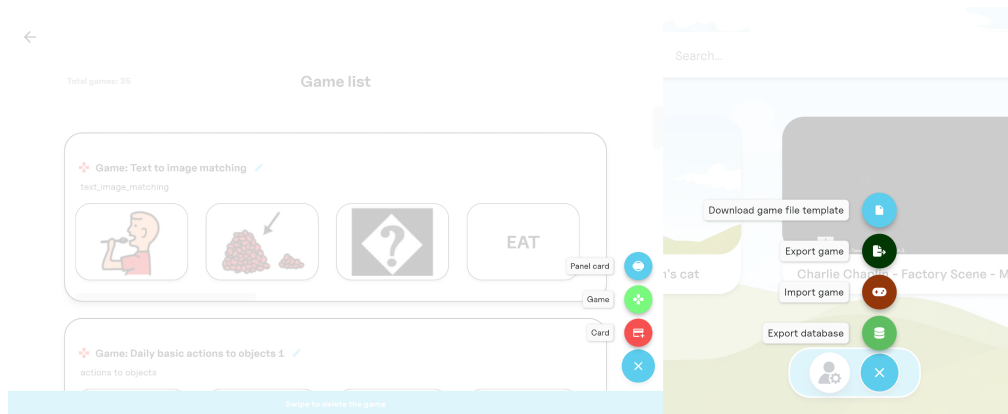 Total games: 35
Game list
Game: Text to image matching
text_image_matching
EAT
Panel card
Game
Card
Game: Daily basic actions to objects 1
actions to objects
Swipe to delete the game
Search...
Download game file template
Export game
Import game
Export database
's cat
Charlie Chaplin - Factory Scene - M